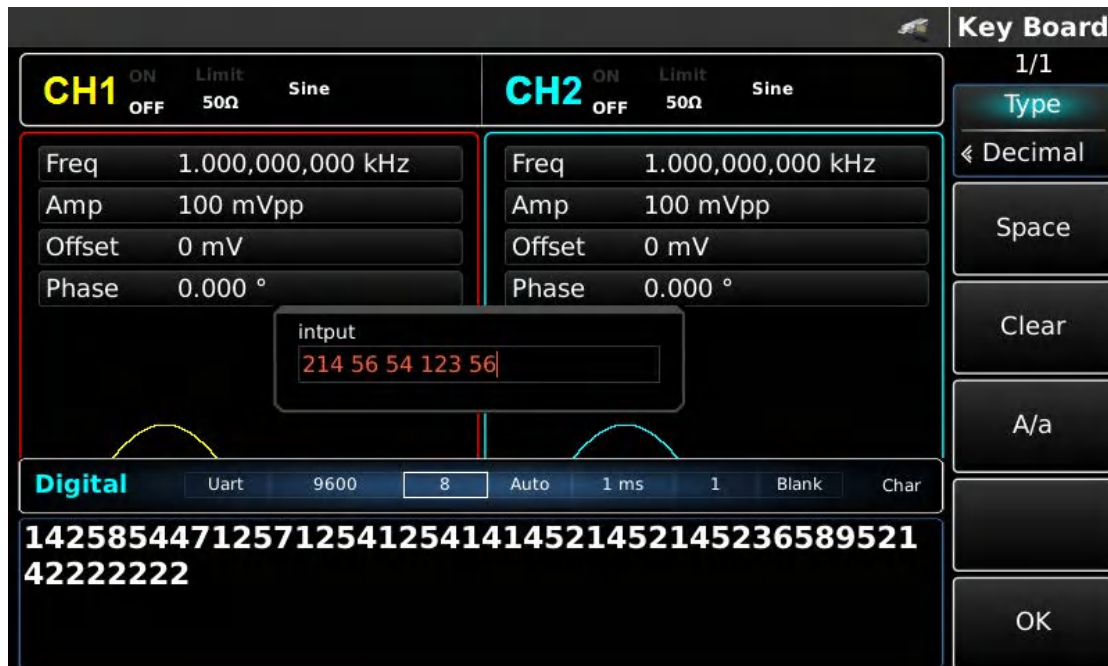 Key Board
1/1
CH1 ON OFF Limit 50Ω Sine
CH2 ON OFF Limit 50Ω Sine
Type
« Decimal
Freq 1.000,000,000 kHz
Amp 100 mVpp
Offset 0 mV
Phase 0.000 °
Freq 1.000,000,000 kHz
Amp 100 mVpp
Offset 0 mV
Phase 0.000 °
Space
Clear
A/a
intput
214 56 54 123 56
Digital Uart 9600 8 Auto 1 ms 1 Blank Char
142585447125712541254141452145214523658952​1
42222222
OK